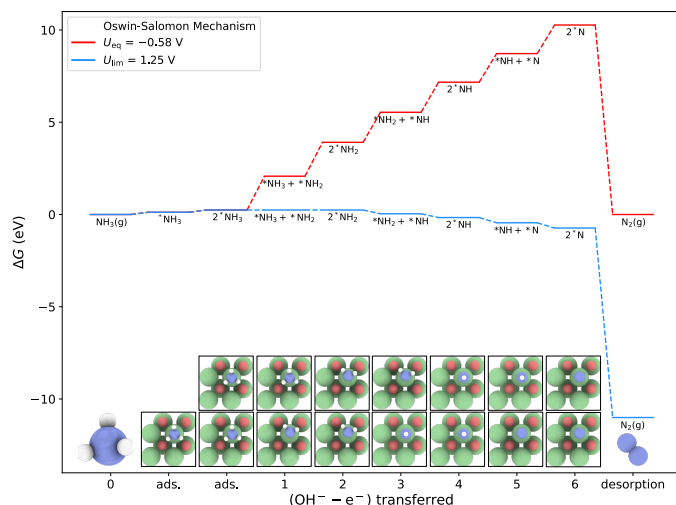 Oswin-Salomon Mechanism
U_eq = −0.58 V
U_lim = 1.25 V
ΔG (eV)
10
5
0
−5
−10
NH₃(g)
*NH₃
2*NH₃
*NH₃ + *NH₂
2*NH₂
*NH₂ + *NH
2*NH
*NH + *N
2*N
N₂(g)
*NH₃ + *NH₂
2*NH₂
*NH₂ + *NH
2*NH
*NH + *N
2*N
N₂(g)
0 ads. ads. 1 2 3 4 5 6 desorption
(OH⁻ − e⁻) transferred